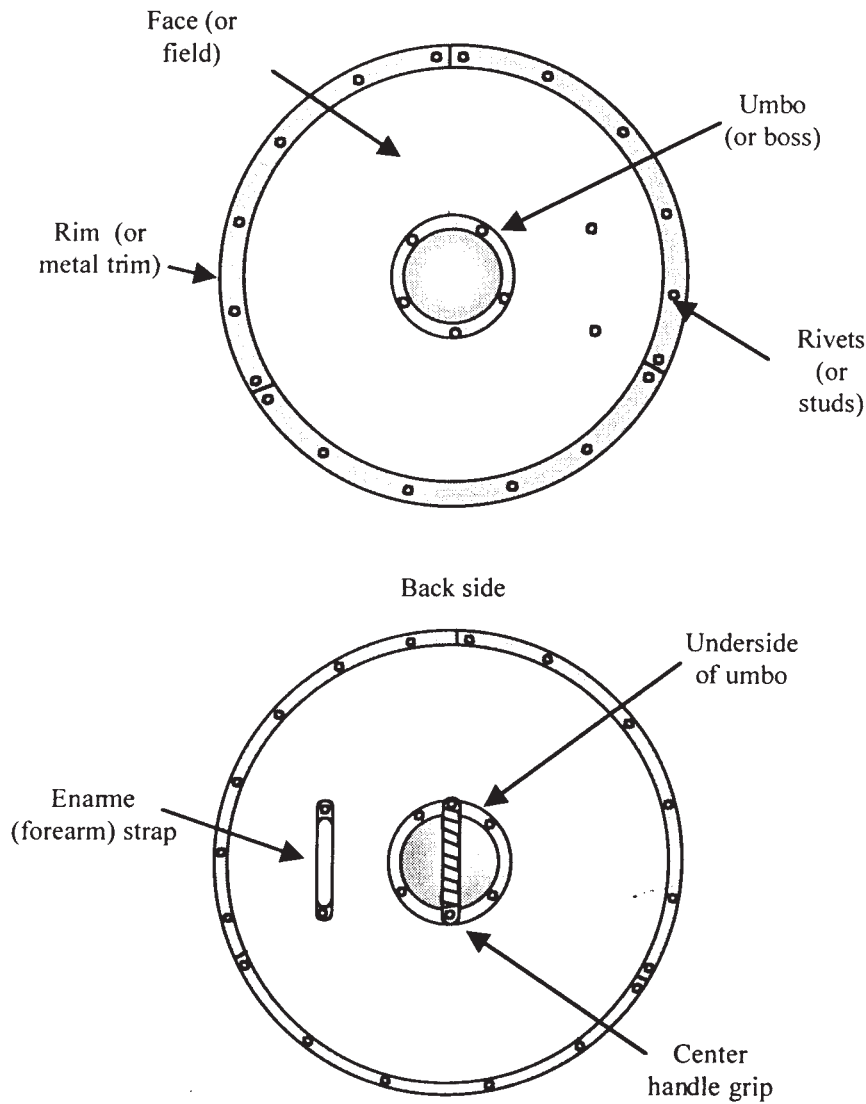 Face (or
field)
Umbo
(or boss)
Rim (or
metal trim)
Rivets
(or
studs)
Back side
Underside
of umbo
Enarme
(forearm) strap
Center
handle grip